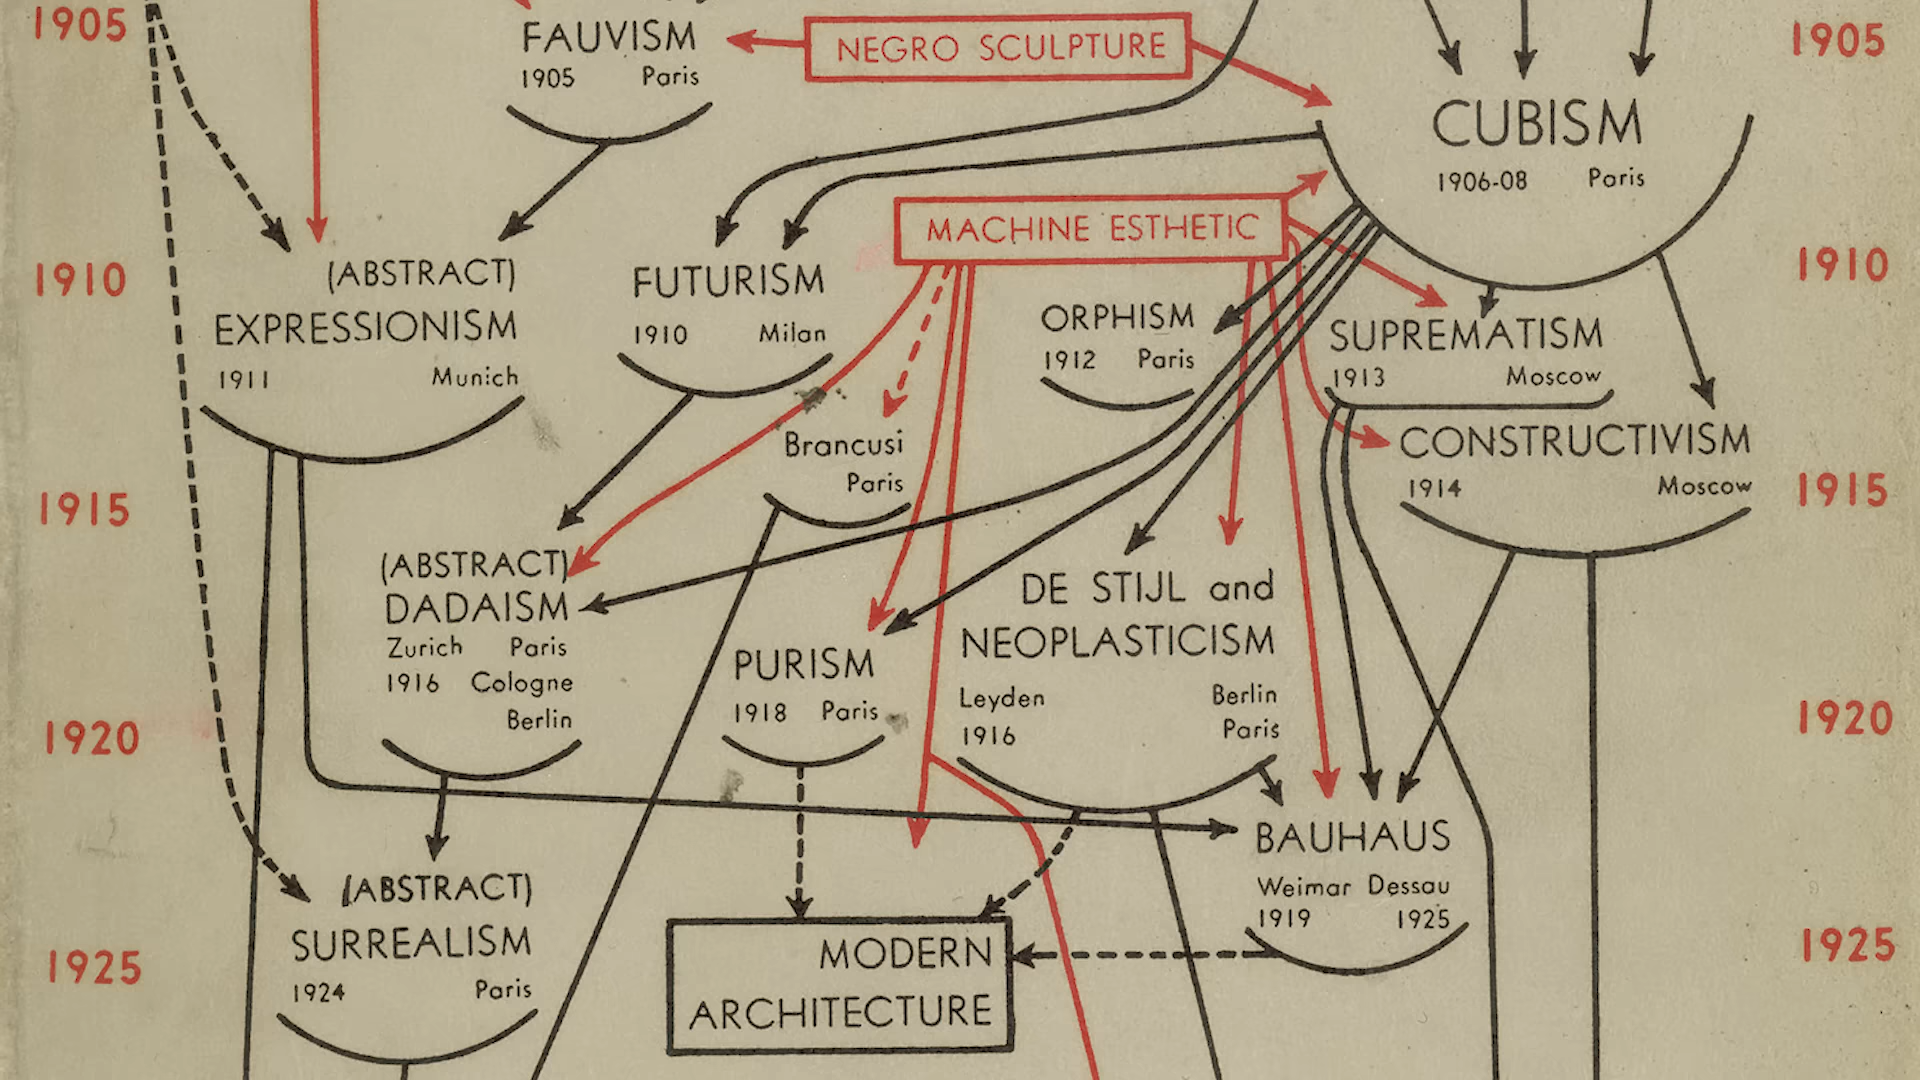 1905
FAUVISM
1905 Paris
NEGRO SCULPTURE
1905
CUBISM
1906-08 Paris
MACHINE ESTHETIC
1910
(ABSTRACT)
EXPRESSIONISM
1911 Munich
FUTURISM
1910 Milan
ORPHISM
1912 Paris
SUPREMATISM
1913 Moscow
1910
Brancusi
Paris
CONSTRUCTIVISM
1914 Moscow
1915
1915
(ABSTRACT)
DADAISM
Zurich Paris
1916 Cologne
Berlin
PURISM
1918 Paris
DE STIJL and
NEOPLASTICISM
Leyden Berlin
1916 Paris
1920
1920
BAUHAUS
Weimar Dessau
1919 1925
(ABSTRACT)
SURREALISM
1924 Paris
MODERN
ARCHITECTURE
1925
1925